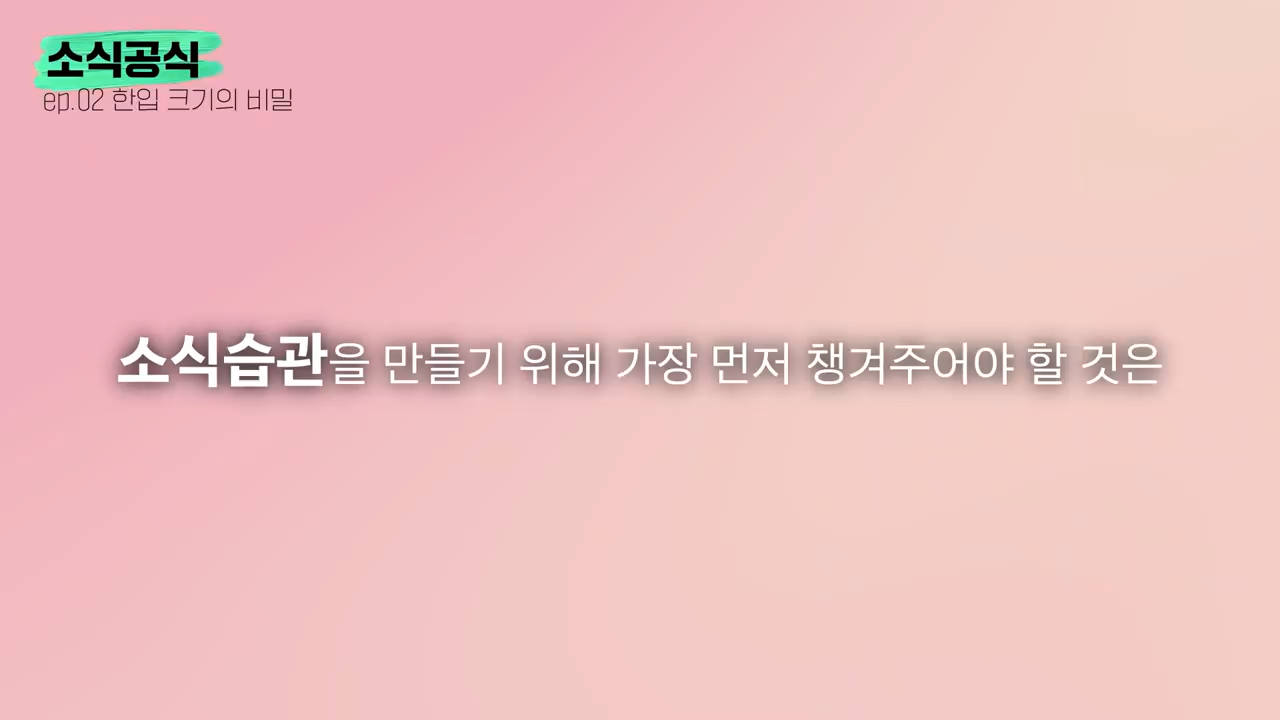 소식공식
ep.02 한입 크기의 비밀
소식습관을 만들기 위해 가장 먼저 챙겨주어야 할 것은